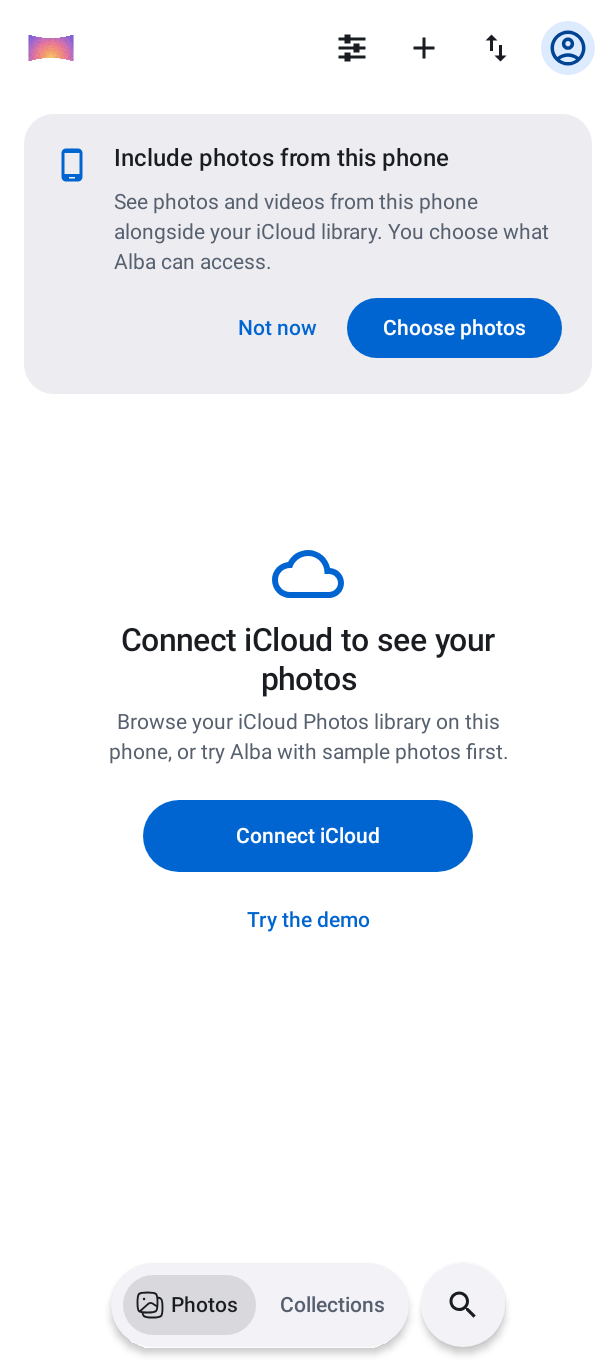 Include photos from this phone
See photos and videos from this phone
alongside your iCloud library. You choose what
Alba can access.
Not now
Choose photos
Connect iCloud to see your
photos
Browse your iCloud Photos library on this
phone, or try Alba with sample photos first.
Connect iCloud
Try the demo
Photos
Collections